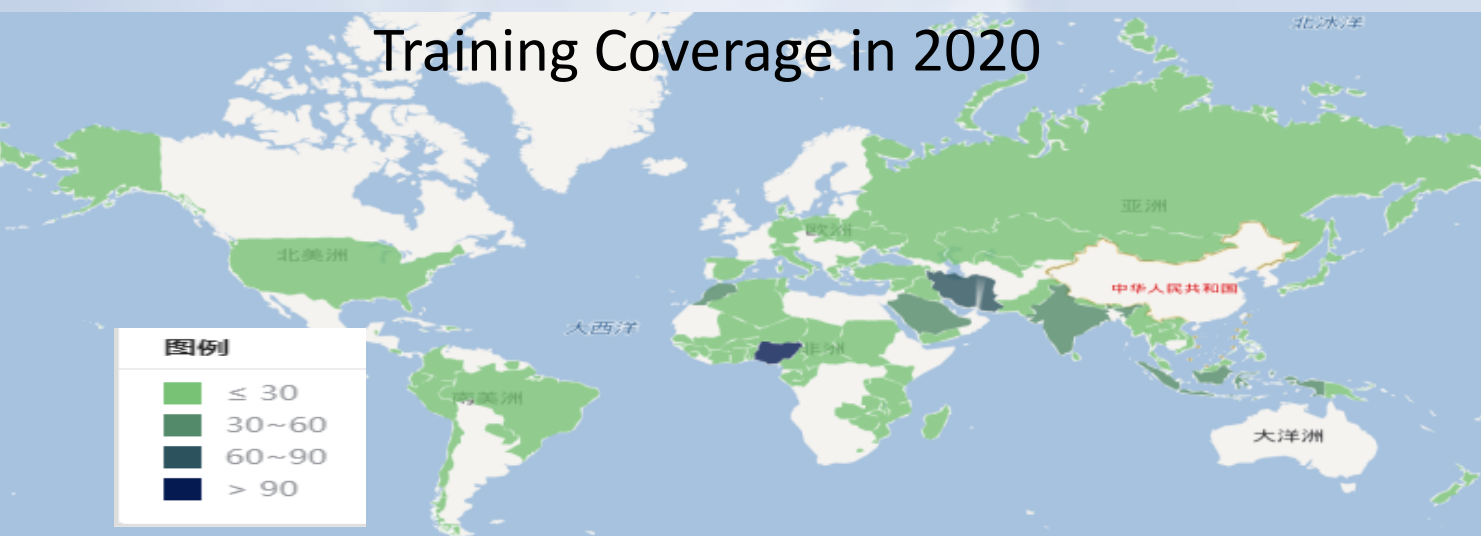 Training Coverage in 2020
北冰洋
亚洲
欧洲
北美洲
中华人民共和国
大西洋
非洲
南美洲
大洋洲
图例
≤ 30
30~60
60~90
> 90